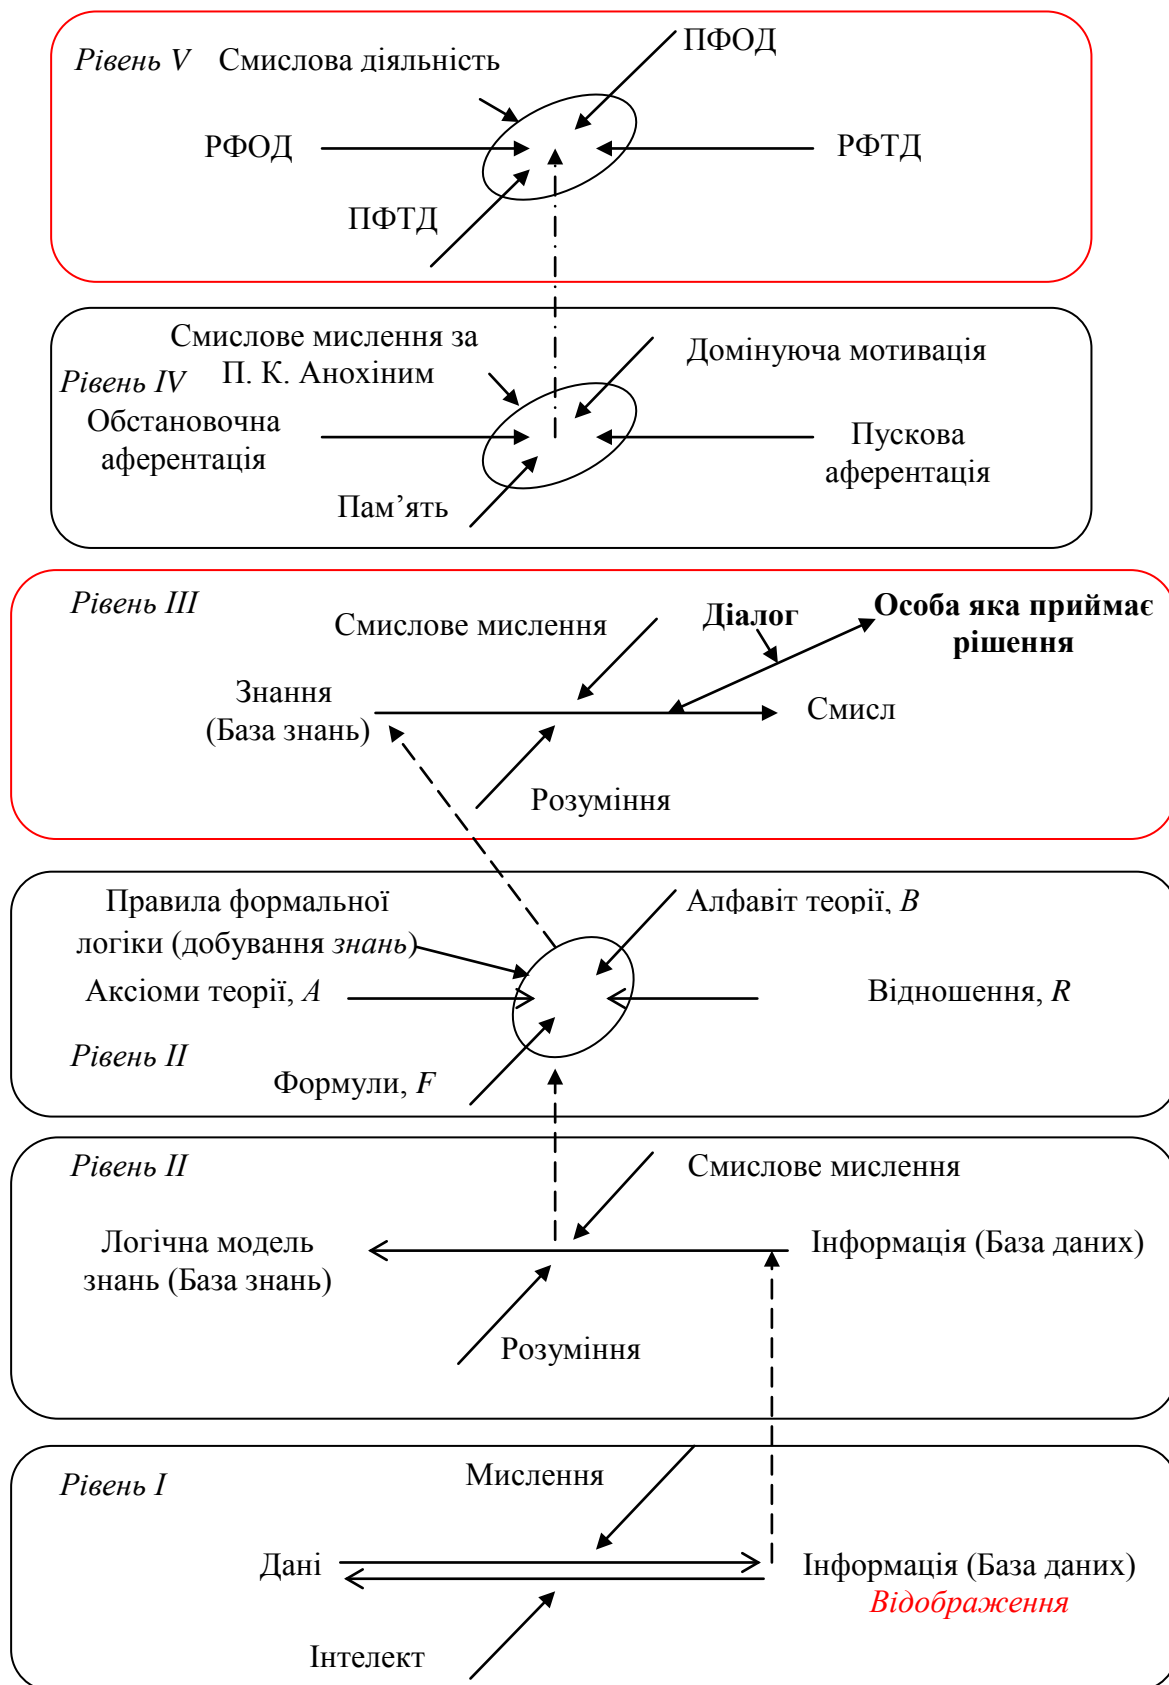 Рівень V Смислова діяльність
ПФОД
РФОД
РФТД
ПФТД
Смислове мислення за
П. К. Анохіним
Домінуюча мотивація
Рівень IV
Обстановочна
аферентація
Пускова
аферентація
Пам’ять
Рівень III
Смислове мислення
Діалог
Особа яка приймає
рішення
Знання
(База знань)
Смисл
Розуміння
Правила формальної
логіки (добування знань)
Алфавіт теорії, B
Аксіоми теорії, A
Відношення, R
Рівень II
Формули, F
Рівень II
Смислове мислення
Логічна модель
знань (База знань)
Інформація (База даних)
Розуміння
Рівень I
Мислення
Дані
Інформація (База даних)
Відображення
Інтелект